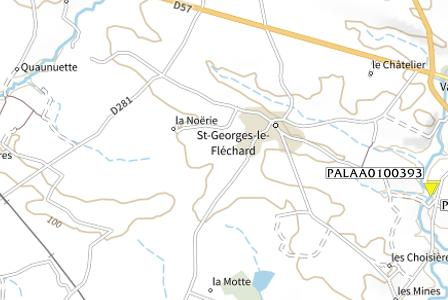 D57
le Châtelier
Quaunuette
D281
la Noërie
St-Georges-le-
Fléchard
PALAA0100393
100
les Choisière
la Motte
les Mines